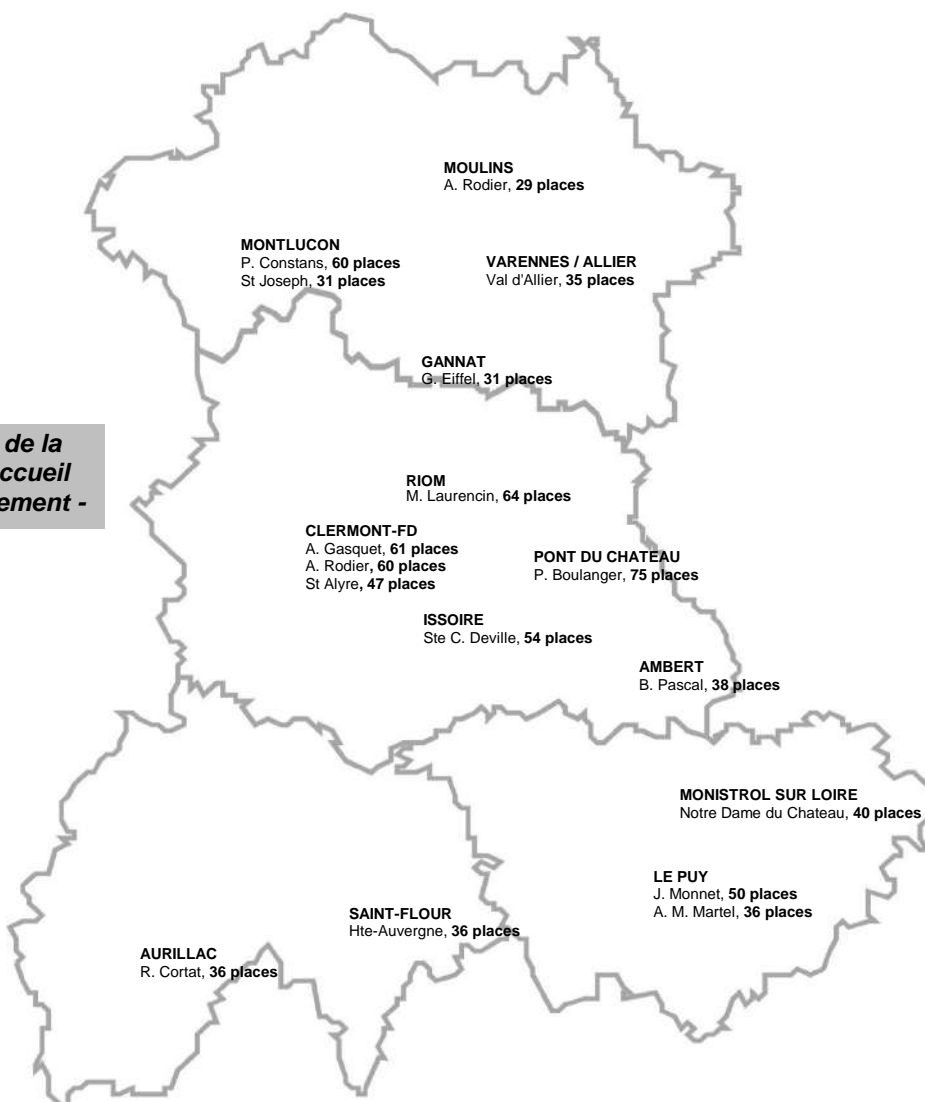 MOULINS
A. Rodier, 29 places
MONTLUCON
P. Constans, 60 places
St Joseph, 31 places
VARENNES / ALLIER
Val d'Allier, 35 places
GANNAT
G. Eiffel, 31 places
de la
ccueil
ement -
RIOM
M. Laurencin, 64 places
CLERMONT-FD
A. Gasquet, 61 places
A. Rodier, 60 places
St Alyre, 47 places
PONT DU CHATEAU
P. Boulanger, 75 places
ISSOIRE
Ste C. Deville, 54 places
AMBERT
B. Pascal, 38 places
MONISTROL SUR LOIRE
Notre Dame du Chateau, 40 places
LE PUY
J. Monnet, 50 places
A. M. Martel, 36 places
SAINT-FLOUR
Hte-Auvergne, 36 places
AURILLAC
R. Cortat, 36 places